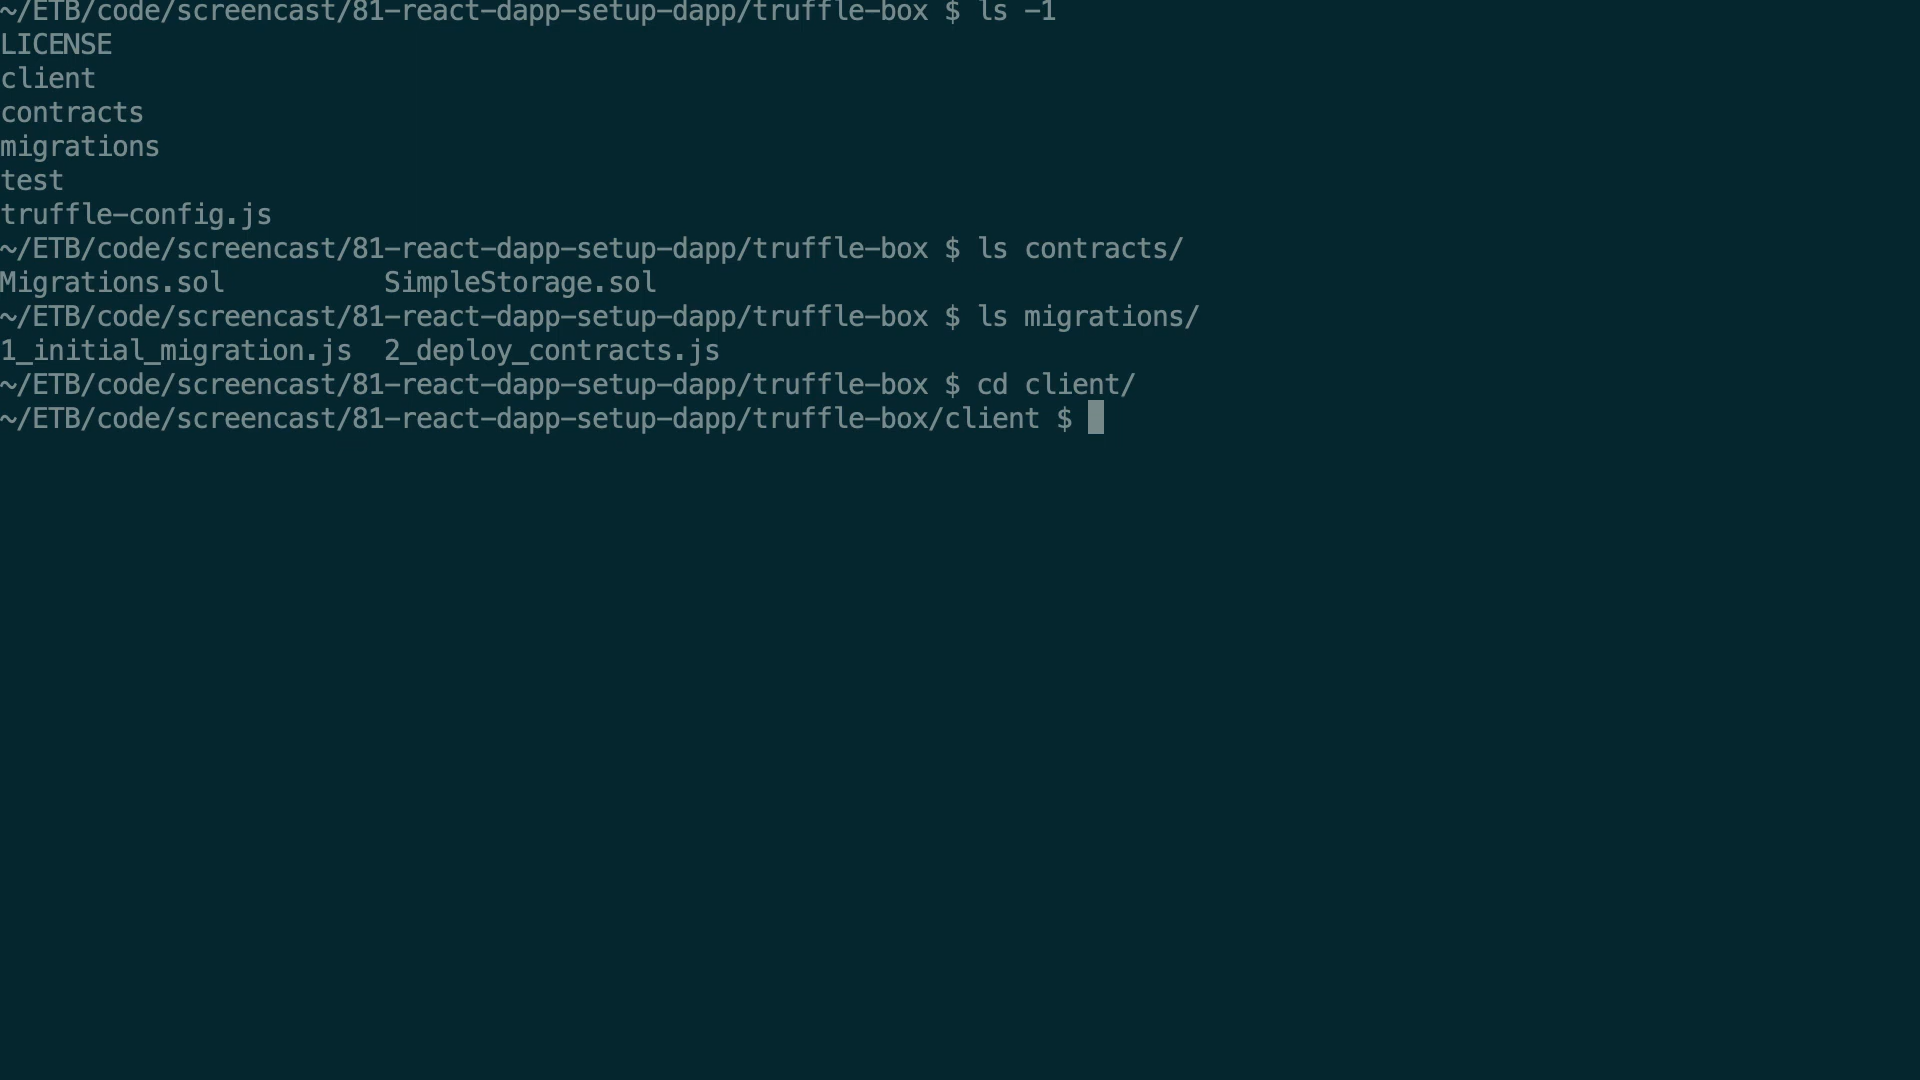 ~/ETB/code/screencast/81-react-dapp-setup-dapp/truffle-box $ ls -1
LICENSE
client
contracts
migrations
test
truffle-config.js
~/ETB/code/screencast/81-react-dapp-setup-dapp/truffle-box $ ls contracts/
Migrations.sol          SimpleStorage.sol
~/ETB/code/screencast/81-react-dapp-setup-dapp/truffle-box $ ls migrations/
1_initial_migration.js  2_deploy_contracts.js
~/ETB/code/screencast/81-react-dapp-setup-dapp/truffle-box $ cd client/
~/ETB/code/screencast/81-react-dapp-setup-dapp/truffle-box/client $